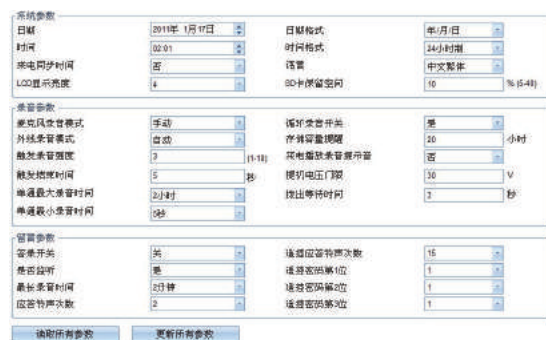 系统参数
日期 2011年 1月17日 日期格式 年/月/日
时间 02:01 时间格式 24小时制
来电同步时间 否 语言 中文繁体
LCD显示亮度 4 SD卡保留空间 10 % (5-40)
录音参数
麦克风录音模式 手动 循环录音开关 是
外线录音模式 自动 存储容量提醒 20 小时
触发录音强度 3 (1-18) 来电播放录音提示音 否
触发结束时间 5 秒 提机电压门限 30 V
单通最大录音时间 2小时 拨出等待时间 3 秒
单通最小录音时间 5秒
留言参数
答录开关 关 遥控应答铃声次数 15
是否监听 是 遥控密码第1位 1
最长录音时间 2分钟 遥控密码第2位 1
应答铃声次数 2 遥控密码第3位 1
读取所有参数 更新所有参数